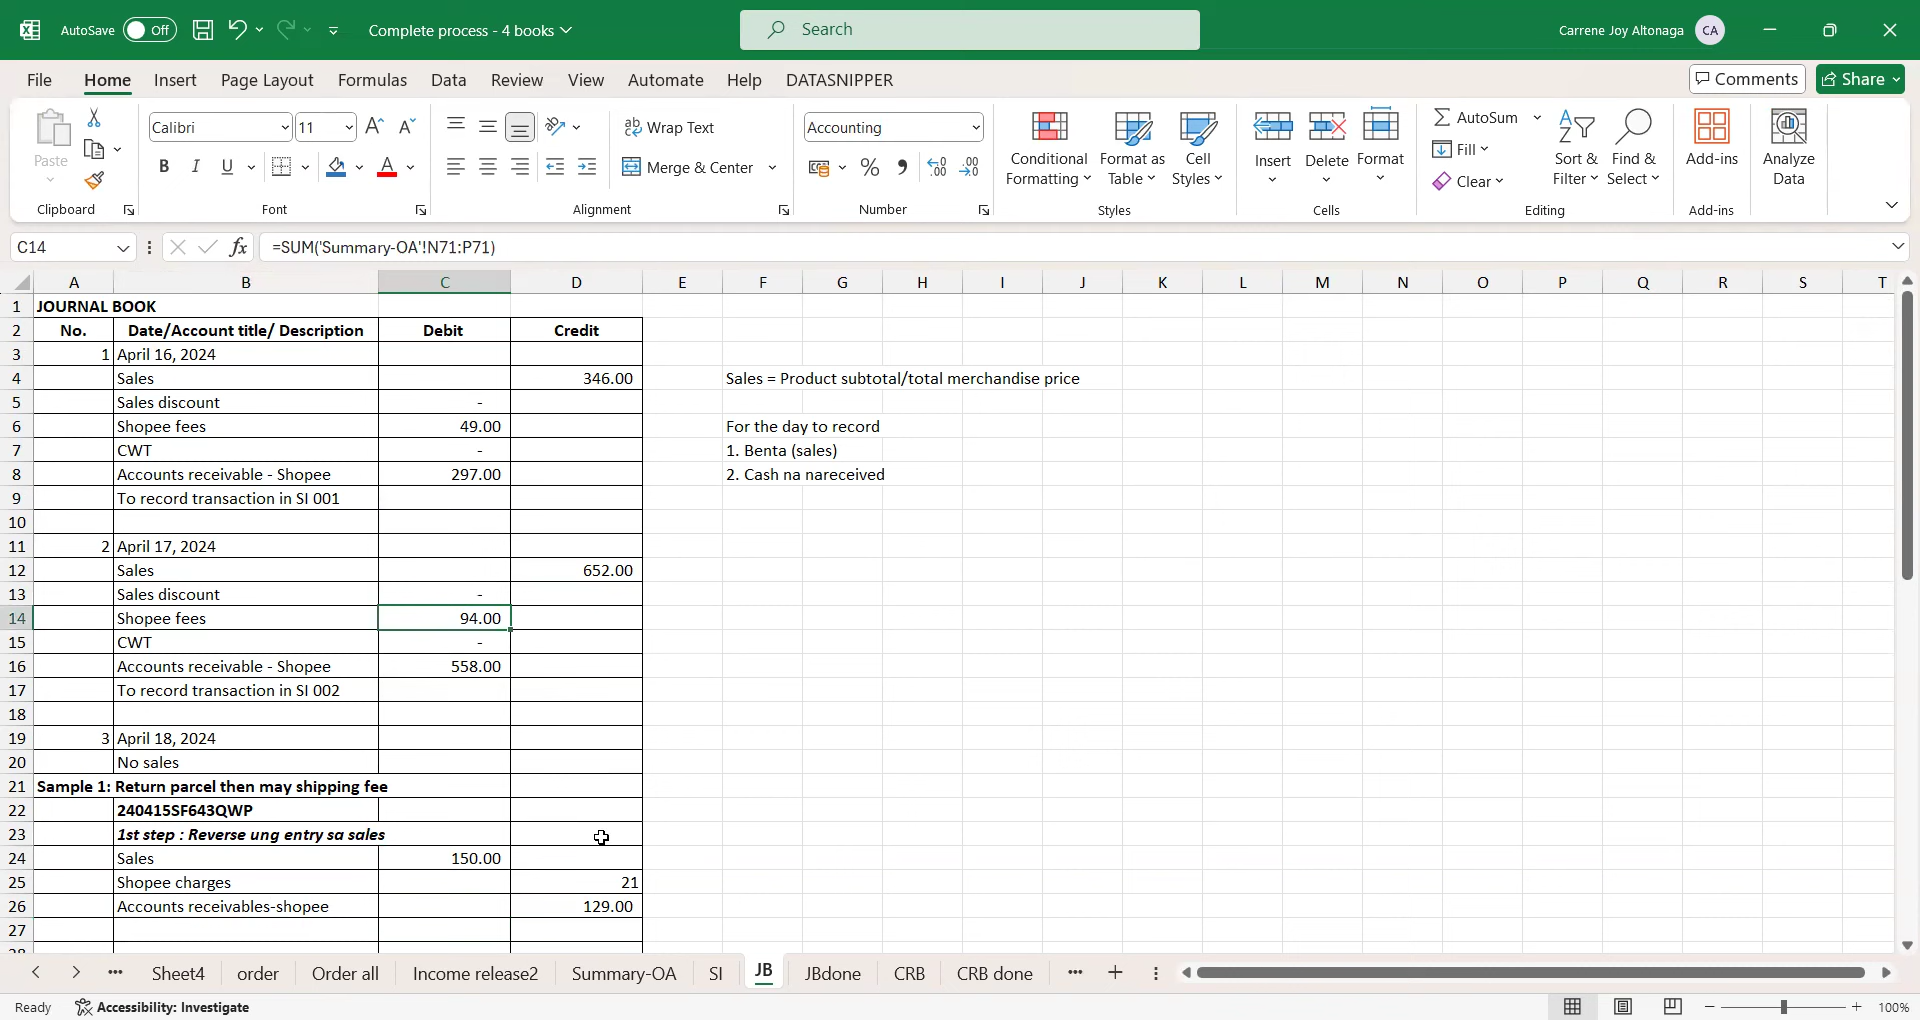 AutoSave Off Complete process - 4 books Search Carrene Joy Altonaga CA
File Home Insert Page Layout Formulas Data Review View Automate Help DATASNIPPER Comments Share
Paste Calibri 11 Wrap Text Accounting Conditional Formatting Format as Table Cell Styles Insert Delete Format AutoSum Sort & Filter Find & Select Add-ins Analyze Data
B I U Merge & Center Fill
Clear
Clipboard Font Alignment Number Styles Cells Editing Add-ins
C14 fx =SUM('Summary-OA'!N71:P71)
A B C D E F G H I J K L M N O P Q R S T
1 JOURNAL BOOK
2 No. Date/Account title/ Description Debit Credit
3 1 April 16, 2024
4 Sales 346.00 Sales = Product subtotal/total merchandise price
5 Sales discount -
6 Shopee fees 49.00 For the day to record
7 CWT - 1. Benta (sales)
8 Accounts receivable - Shopee 297.00 2. Cash na nareceived
9 To record transaction in SI 001
10
11 2 April 17, 2024
12 Sales 652.00
13 Sales discount -
14 Shopee fees 94.00
15 CWT -
16 Accounts receivable - Shopee 558.00
17 To record transaction in SI 002
18
19 3 April 18, 2024
20 No sales
21 Sample 1: Return parcel then may shipping fee
22 240415SF643QWP
23 1st step : Reverse ung entry sa sales
24 Sales 150.00
25 Shopee charges 21
26 Accounts receivables-shopee 129.00
27
28
Sheet4 order Order all Income release2 Summary-OA SI JB JBdone CRB CRB done
Ready Accessibility: Investigate 100%